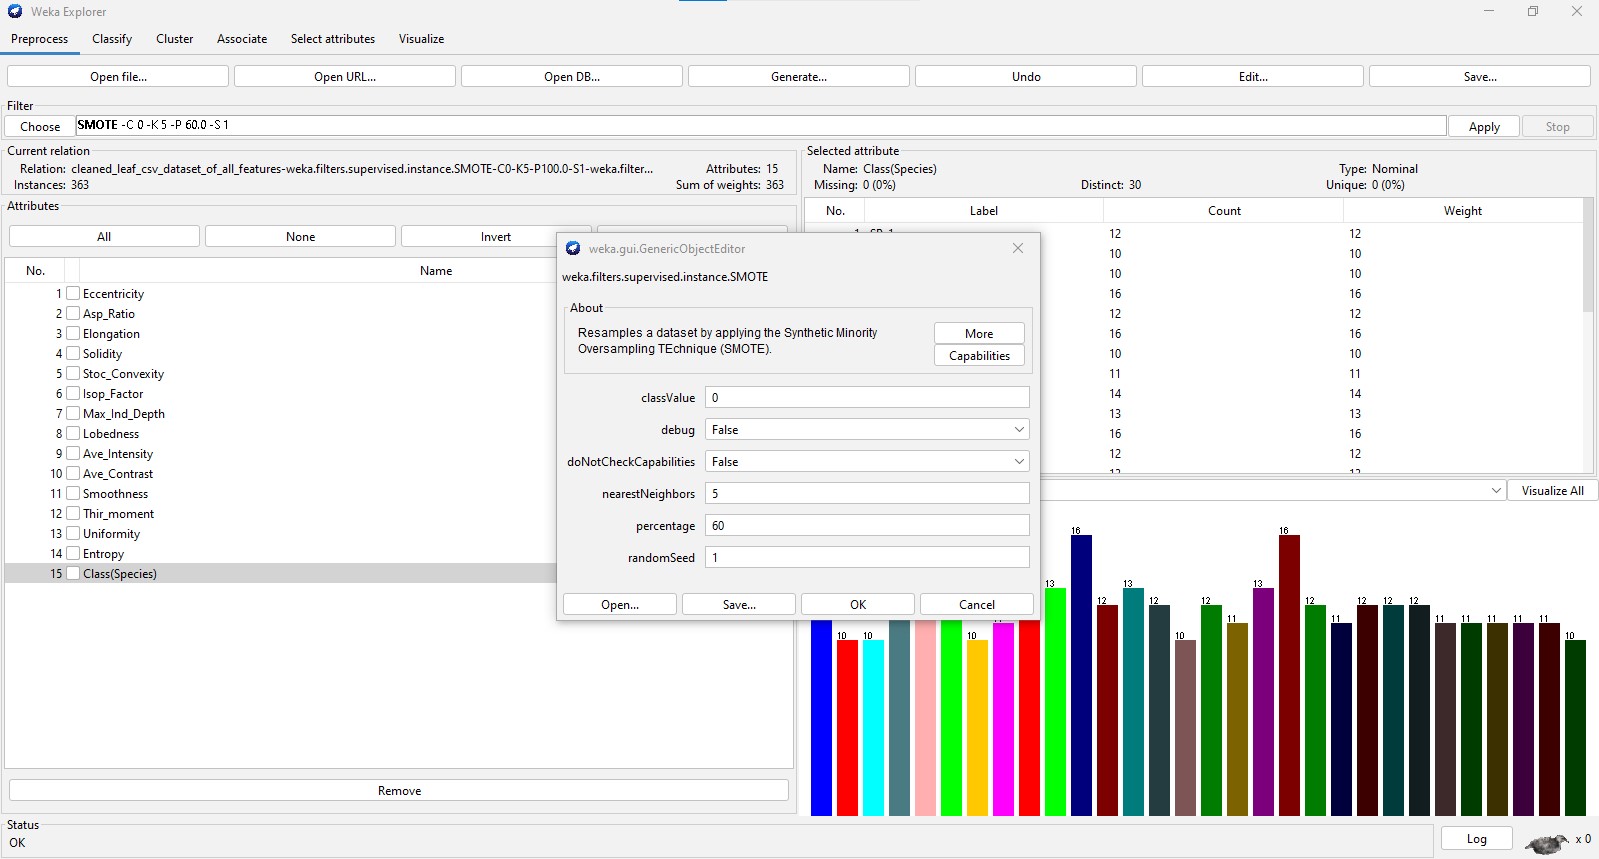 Weka Explorer
Preprocess Classify Cluster Associate Select attributes Visualize
Open file... Open URL... Open DB... Generate... Undo Edit... Save...
Filter
Choose SMOTE -C 0 -K 5 -P 60.0 -S 1 Apply Stop
Current relation
Relation: cleaned_leaf_csv_dataset_of_all_features-weka.filters.supervised.instance.SMOTE-C0-K5-P100.0-S1-weka.filter... Attributes: 15
Instances: 363 Sum of weights: 363
Selected attribute
Name: Class(Species) Type: Nominal
Missing: 0 (0%) Distinct: 30 Unique: 0 (0%)
No. Label Count Weight
12 12
10 10
10 10
16 16
12 12
16 16
10 10
11 11
14 14
13 13
16 16
12 12
12 12
Attributes
All None Invert
No. Name
1 Eccentricity
2 Asp_Ratio
3 Elongation
4 Solidity
5 Stoc_Convexity
6 Isop_Factor
7 Max_Ind_Depth
8 Lobedness
9 Ave_Intensity
10 Ave_Contrast
11 Smoothness
12 Thir_moment
13 Uniformity
14 Entropy
15 Class(Species)
Remove
weka.gui.GenericObjectEditor
weka.filters.supervised.instance.SMOTE
About
Resamples a dataset by applying the Synthetic Minority
Oversampling TEchnique (SMOTE).
More
Capabilities
classValue 0
debug False
doNotCheckCapabilities False
nearestNeighbors 5
percentage 60
randomSeed 1
Open... Save... OK Cancel
Visualize All
10 10 10 11 13 16 12 13 12 10 12 11 13 16 12 11 12 12 12 11 11 11 11 11 10
Status
OK
Log x 0